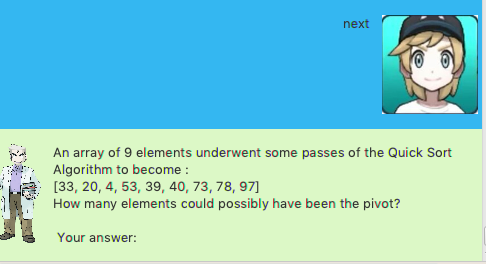 next
An array of 9 elements underwent some passes of the Quick Sort
Algorithm to become :
[33, 20, 4, 53, 39, 40, 73, 78, 97]
How many elements could possibly have been the pivot?
Your answer: